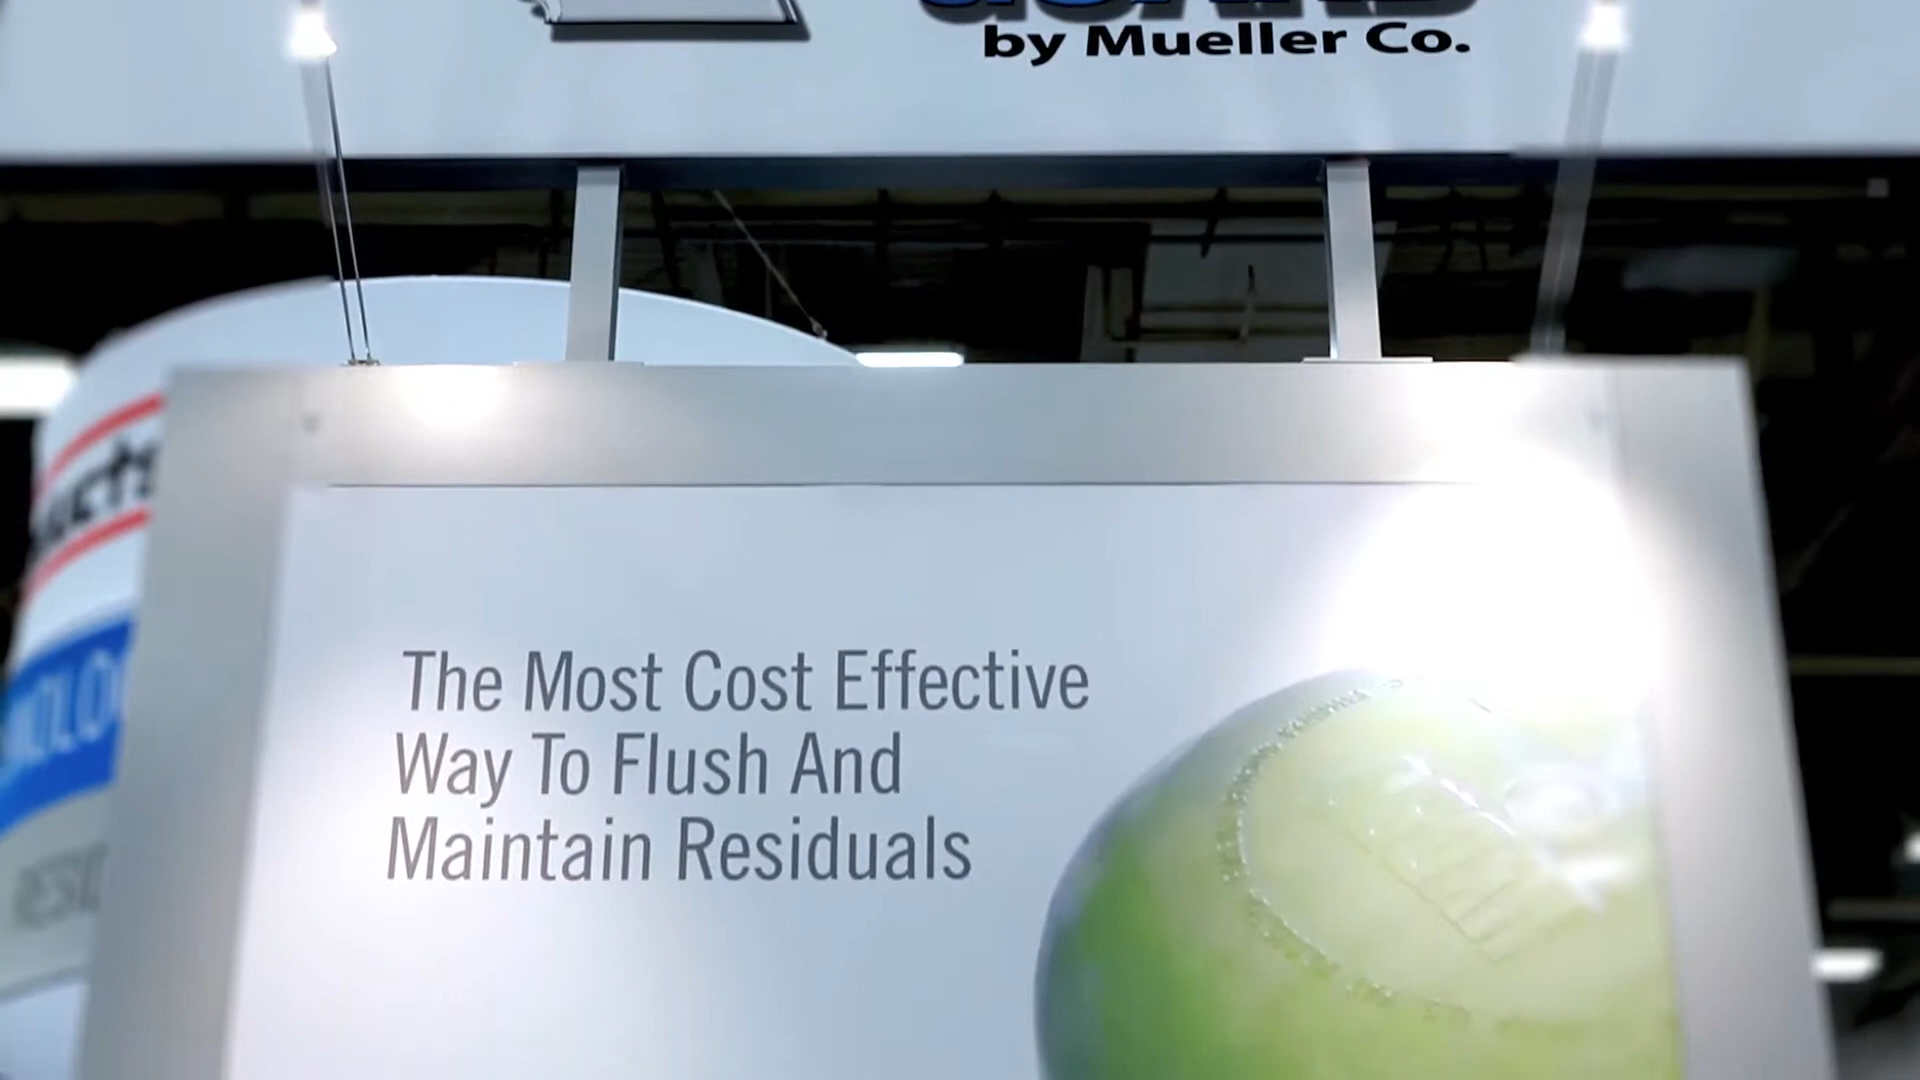 by Mueller Co.
The Most Cost Effective
Way To Flush And
Maintain Residuals